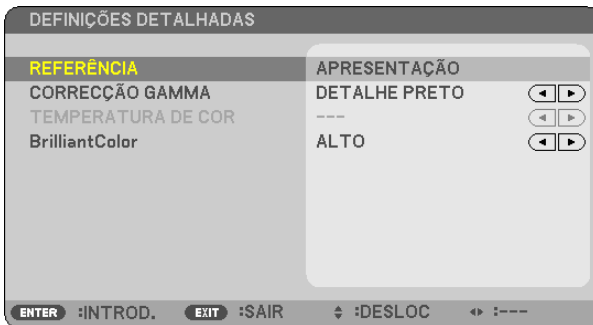 DEFINIÇÕES DETALHADAS
REFERÊNCIA APRESENTAÇÃO
CORRECÇÃO GAMMA DETALHE PRETO
TEMPERATURA DE COR ---
BrilliantColor ALTO
ENTER :INTROD. EXIT :SAIR :DESLOC :---